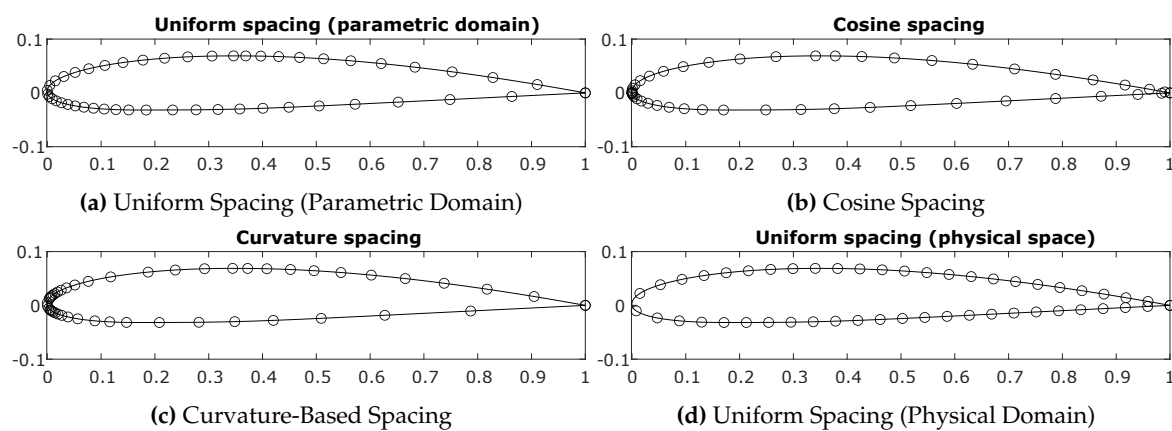 Uniform spacing (parametric domain)
0.1
0
-0.1
0 0.1 0.2 0.3 0.4 0.5 0.6 0.7 0.8 0.9 1
(a) Uniform Spacing (Parametric Domain)
Cosine spacing
0.1
0
-0.1
0 0.1 0.2 0.3 0.4 0.5 0.6 0.7 0.8 0.9 1
(b) Cosine Spacing
Curvature spacing
0.1
0
-0.1
0 0.1 0.2 0.3 0.4 0.5 0.6 0.7 0.8 0.9 1
(c) Curvature-Based Spacing
Uniform spacing (physical space)
0.1
0
-0.1
0 0.1 0.2 0.3 0.4 0.5 0.6 0.7 0.8 0.9 1
(d) Uniform Spacing (Physical Domain)